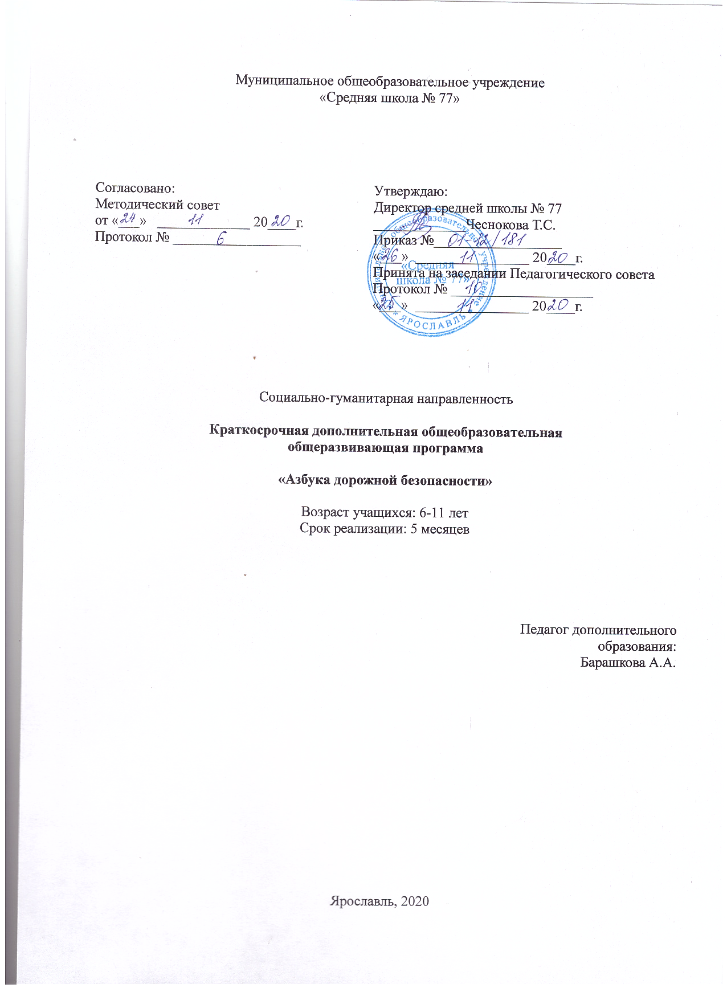 Муниципальное общеобразовательное учреждение
«Средняя школа № 77»
Согласовано:
Методический совет
от «24» 11 2020 г.
Протокол № 6
Утверждаю:
Директор средней школы № 77
Чеснокова Т.С.
Приказ № 01-12/181
«26» 11 2020 г.
Принята на заседании Педагогического совета
Протокол № 10
«25» 11 2020 г.
общеобразовательное учреждение
«Средняя
школа № 77»
* ЯРОСЛАВЛЬ *
Социально-гуманитарная направленность
Краткосрочная дополнительная общеобразовательная
общеразвивающая программа
«Азбука дорожной безопасности»
Возраст учащихся: 6-11 лет
Срок реализации: 5 месяцев
Педагог дополнительного
образования:
Барашкова А.А.
Ярославль, 2020